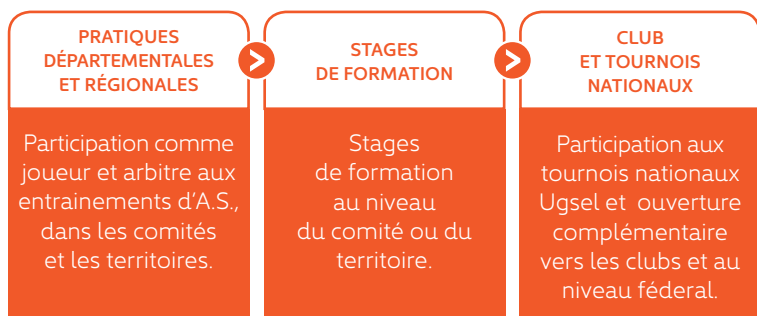 PRATIQUES
DÉPARTEMENTALES
ET RÉGIONALES
Participation comme
joueur et arbitre aux
entrainements d’A.S.,
dans les comités
et les territoires.
>
STAGES
DE FORMATION
Stages
de formation
au niveau
du comité ou du
territoire.
>
CLUB
ET TOURNOIS
NATIONAUX
Participation aux
tournois nationaux
Ugsel et ouverture
complémentaire
vers les clubs et au
niveau féderal.